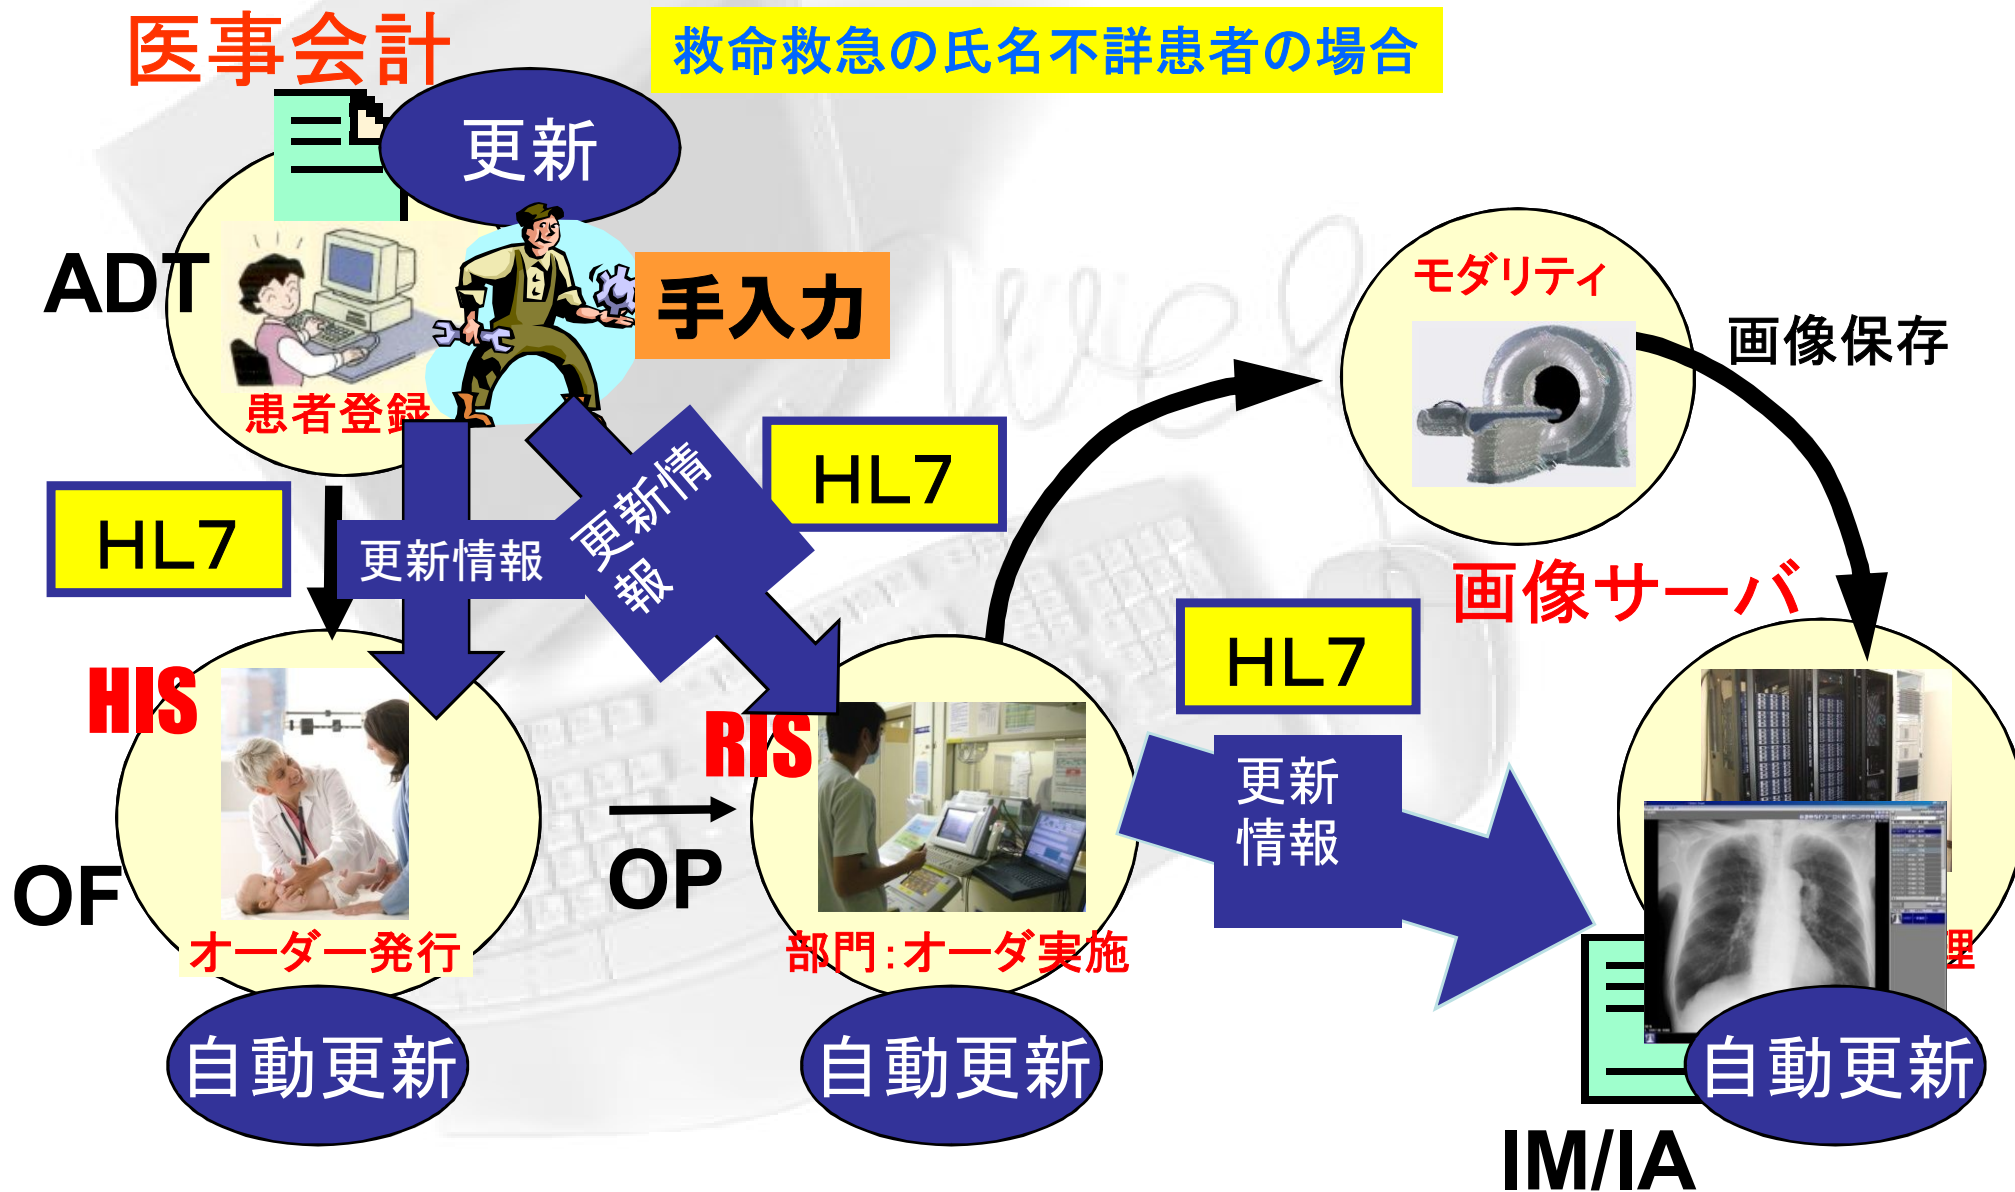 医事会計
救命救急の氏名不詳患者の場合
更新
ADT
手入力
患者登録
モダリティ
画像保存
HL7
HL7
更新情報
更新情
報
画像サーバ
HL7
HIS
RIS
更新
情報
OF
OP
オーダー発行
部門:オーダ実施
理
自動更新
自動更新
自動更新
IM/IA